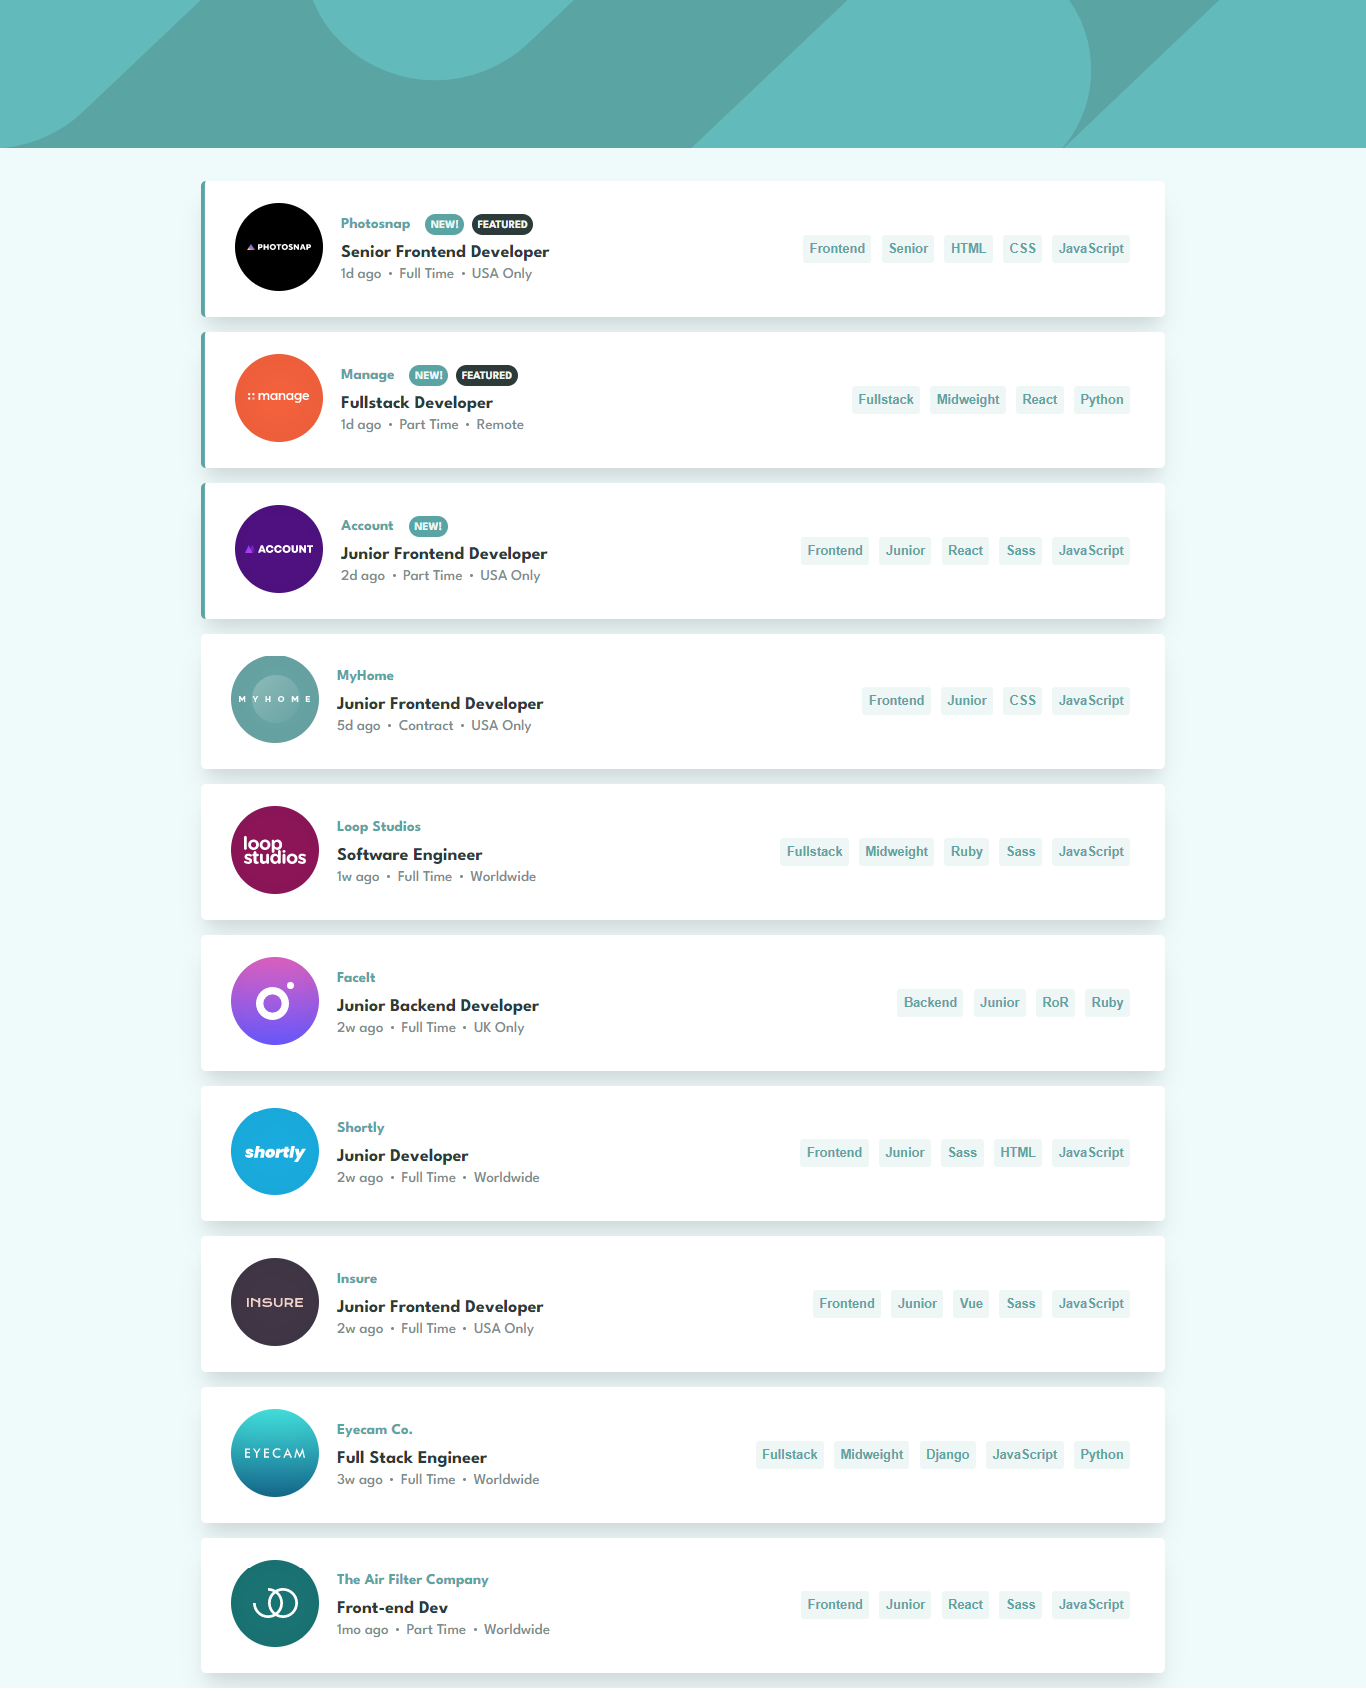 PHOTOSNAP
Photosnap NEW! FEATURED
Senior Frontend Developer
1d ago • Full Time • USA Only
Frontend Senior HTML CSS JavaScript
manage
Manage NEW! FEATURED
Fullstack Developer
1d ago • Part Time • Remote
Fullstack Midweight React Python
ACCOUNT
Account NEW!
Junior Frontend Developer
2d ago • Part Time • USA Only
Frontend Junior React Sass JavaScript
MYHOME
MyHome
Junior Frontend Developer
5d ago • Contract • USA Only
Frontend Junior CSS JavaScript
loop
studios
Loop Studios
Software Engineer
1w ago • Full Time • Worldwide
Fullstack Midweight Ruby Sass JavaScript
FaceIt
Junior Backend Developer
2w ago • Full Time • UK Only
Backend Junior RoR Ruby
shortly
Shortly
Junior Developer
2w ago • Full Time • Worldwide
Frontend Junior Sass HTML JavaScript
INSURE
Insure
Junior Frontend Developer
2w ago • Full Time • USA Only
Frontend Junior Vue Sass JavaScript
EYECAM
Eyecam Co.
Full Stack Engineer
3w ago • Full Time • Worldwide
Fullstack Midweight Django JavaScript Python
The Air Filter Company
Front-end Dev
1mo ago • Part Time • Worldwide
Frontend Junior React Sass JavaScript